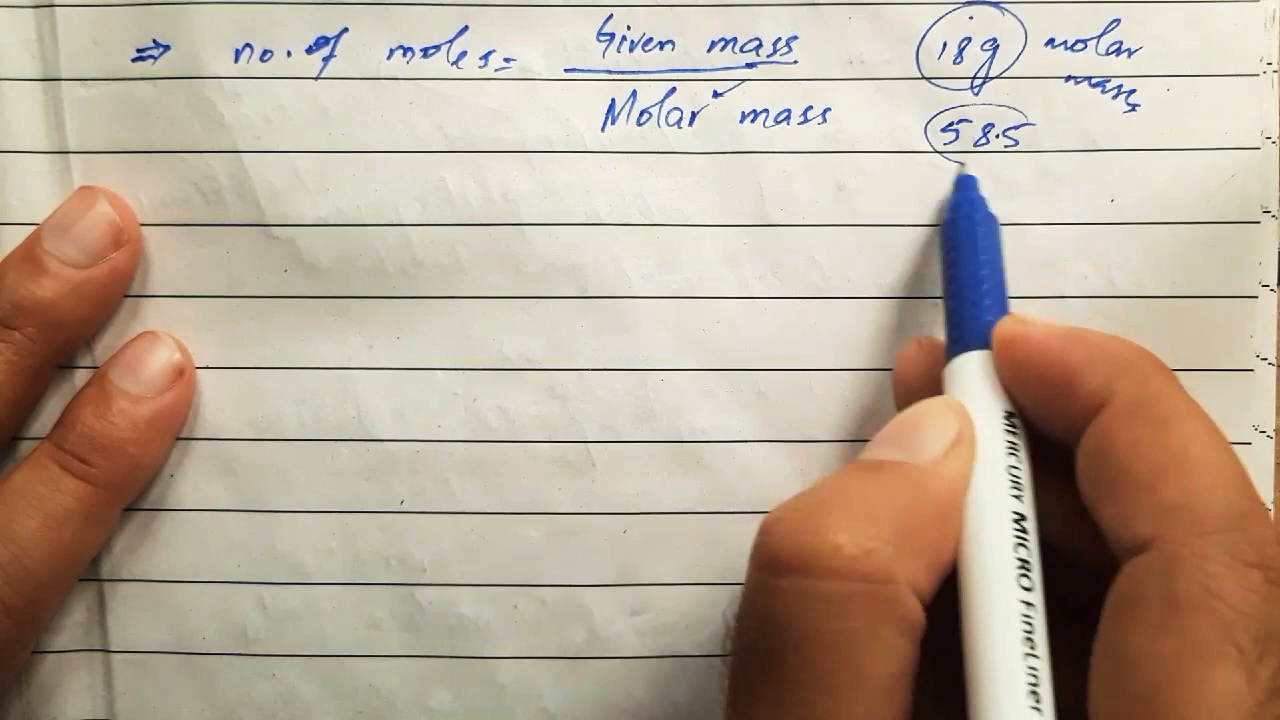 ⇒ no. of moles = Given mass
Molar mass
18g molar
mass
58.5
MERCURY MICRO FineLiner